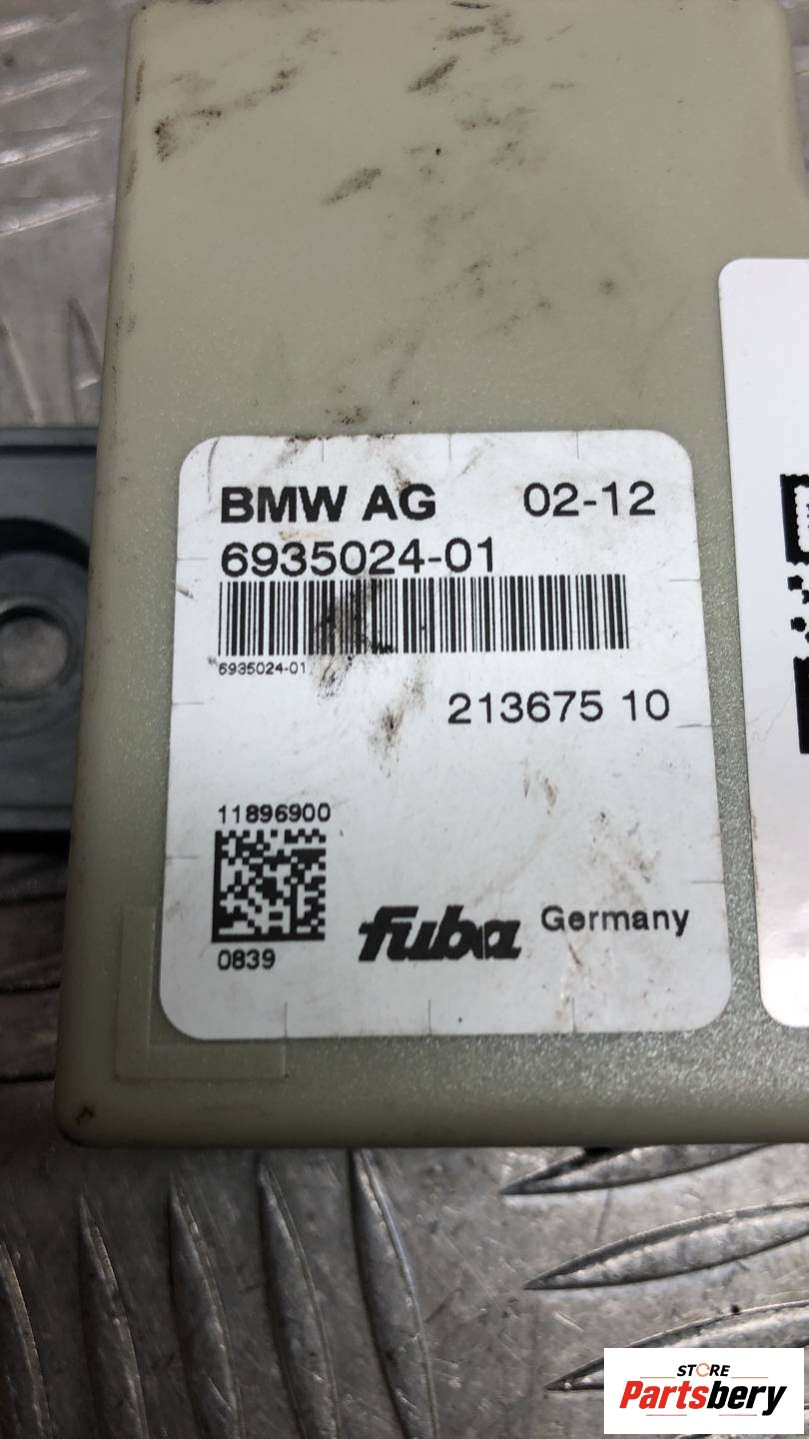 BMW AG 02-12
6935024-01
6935024-01
213675 10
11896900
0839
fuba Germany
STORE
Partsbery